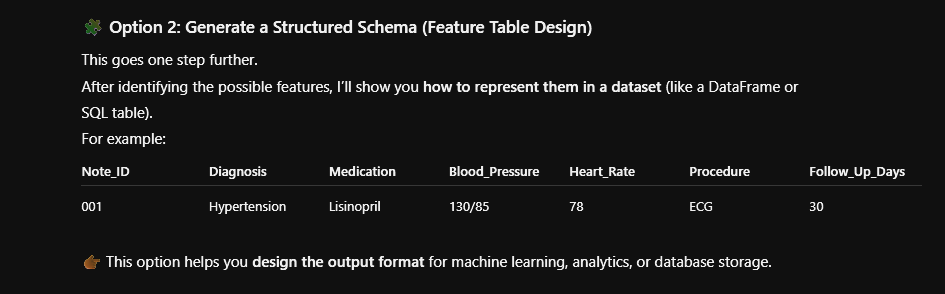 🧩 Option 2: Generate a Structured Schema (Feature Table Design)
This goes one step further.
After identifying the possible features, I’ll show you how to represent them in a dataset (like a DataFrame or
SQL table).
For example:
Note_ID Diagnosis Medication Blood_Pressure Heart_Rate Procedure Follow_Up_Days
001 Hypertension Lisinopril 130/85 78 ECG 30
👉 This option helps you design the output format for machine learning, analytics, or database storage.